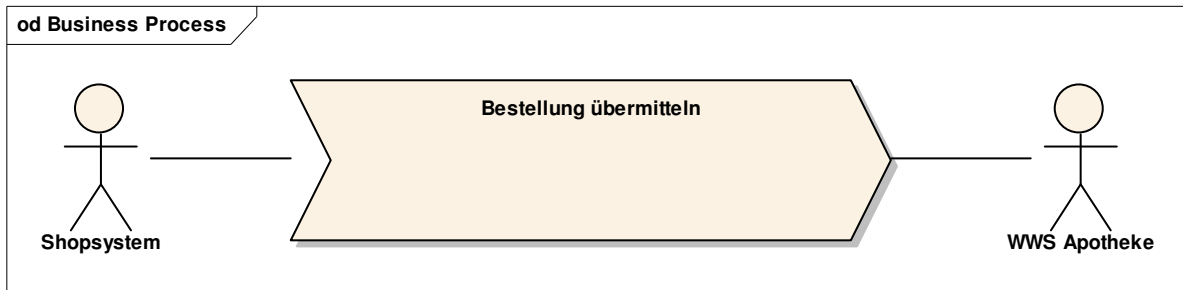 od Business Process
Bestellung übermitteln
Shopsystem
WWS Apotheke